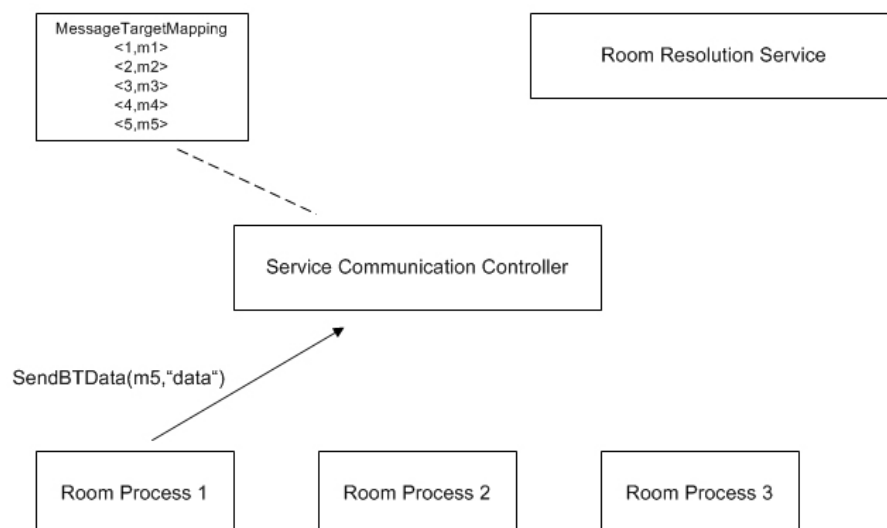 MessageTargetMapping
<1,m1>
<2,m2>
<3,m3>
<4,m4>
<5,m5>
Room Resolution Service
Service Communication Controller
SendBTData(m5,“data“)
Room Process 1
Room Process 2
Room Process 3